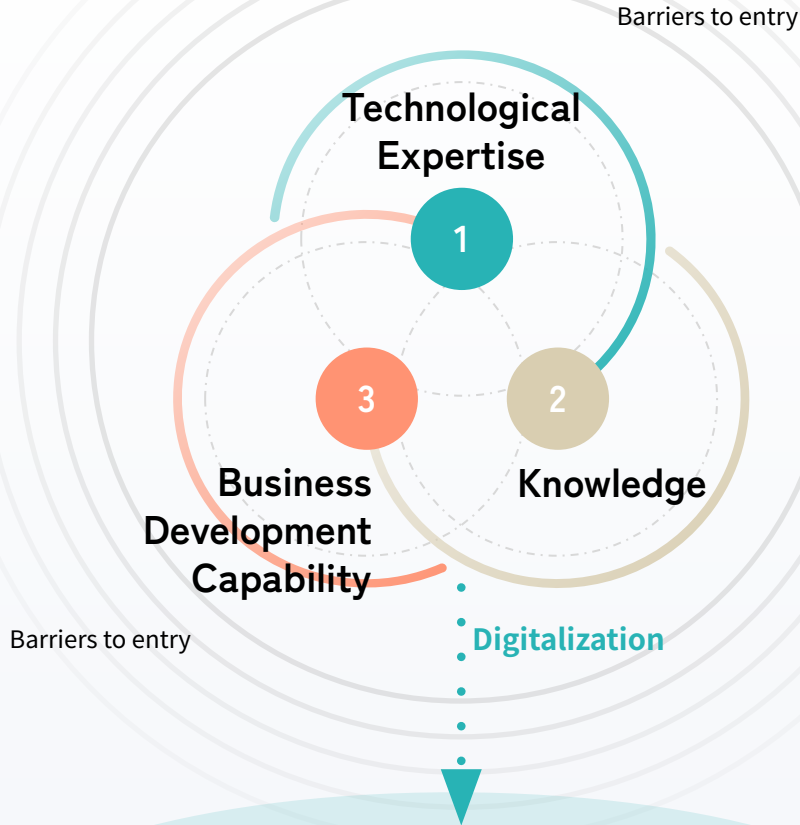 Barriers to entry
Technological
Expertise
1
3
2
Business
Development
Capability
Knowledge
Barriers to entry
Digitalization